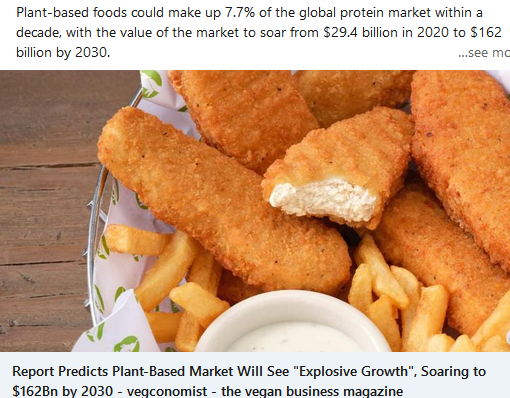 Plant-based foods could make up 7.7% of the global protein market within a
decade, with the value of the market to soar from $29.4 billion in 2020 to $162
billion by 2030.
...see mo
Report Predicts Plant-Based Market Will See "Explosive Growth", Soaring to
$162Bn by 2030 - vegconomist - the vegan business magazine